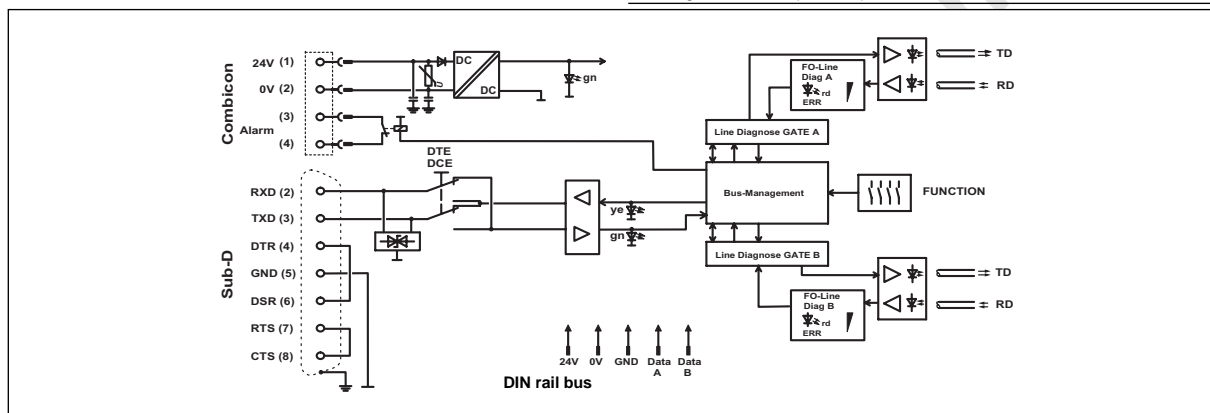 Combicon
24V (1)
0V (2)
(3)
Alarm
(4)
DC
DC
gn
Sub-D
RXD (2)
TXD (3)
DTR (4)
GND (5)
DSR (6)
RTS (7)
CTS (8)
DTE
DCE
ye
gn
Line Diagnose GATE A
Bus-Management
Line Diagnose GATE B
FO-Line
Diag A
rd
ERR
TD
RD
FUNCTION
FO-Line
Diag B
rd
ERR
TD
RD
24V 0V GND Data A Data B
DIN rail bus